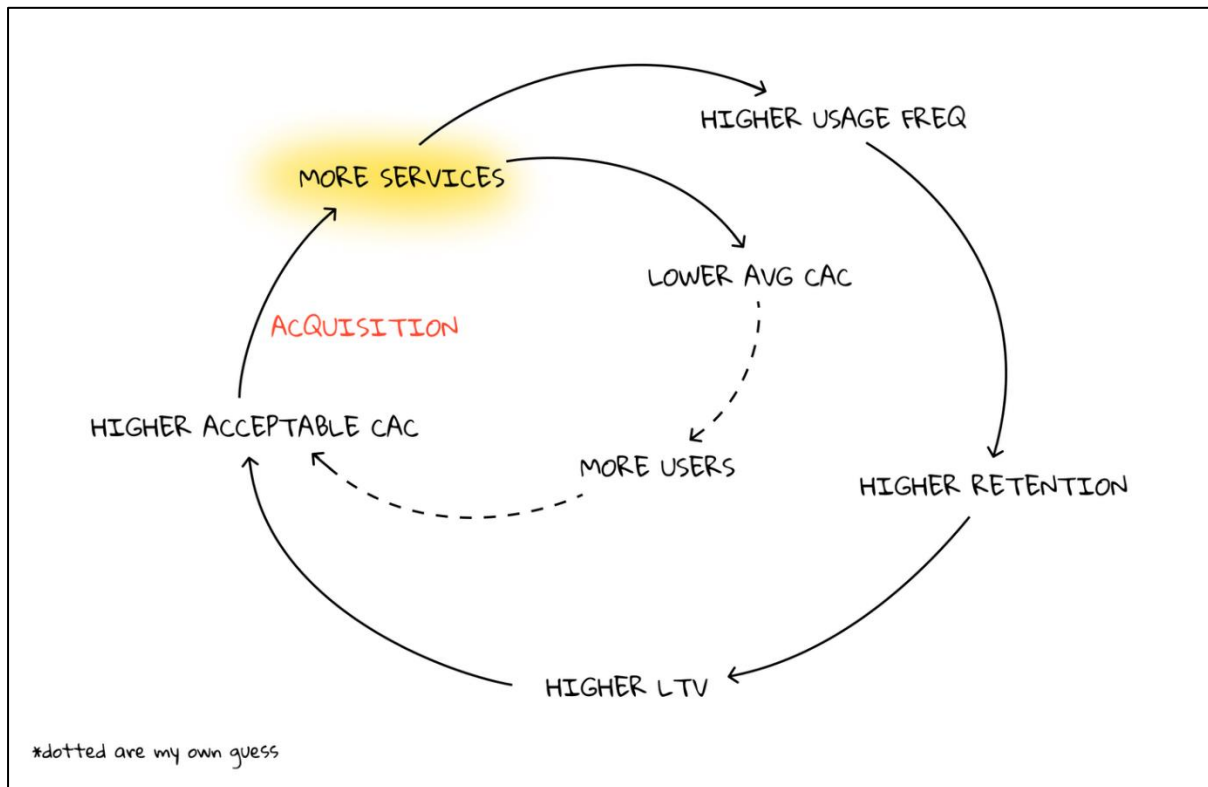 HIGHER USAGE FREQ
MORE SERVICES
LOWER AVG CAC
ACQUISITION
HIGHER ACCEPTABLE CAC
MORE USERS
HIGHER RETENTION
HIGHER LTV
*dotted are my own guess